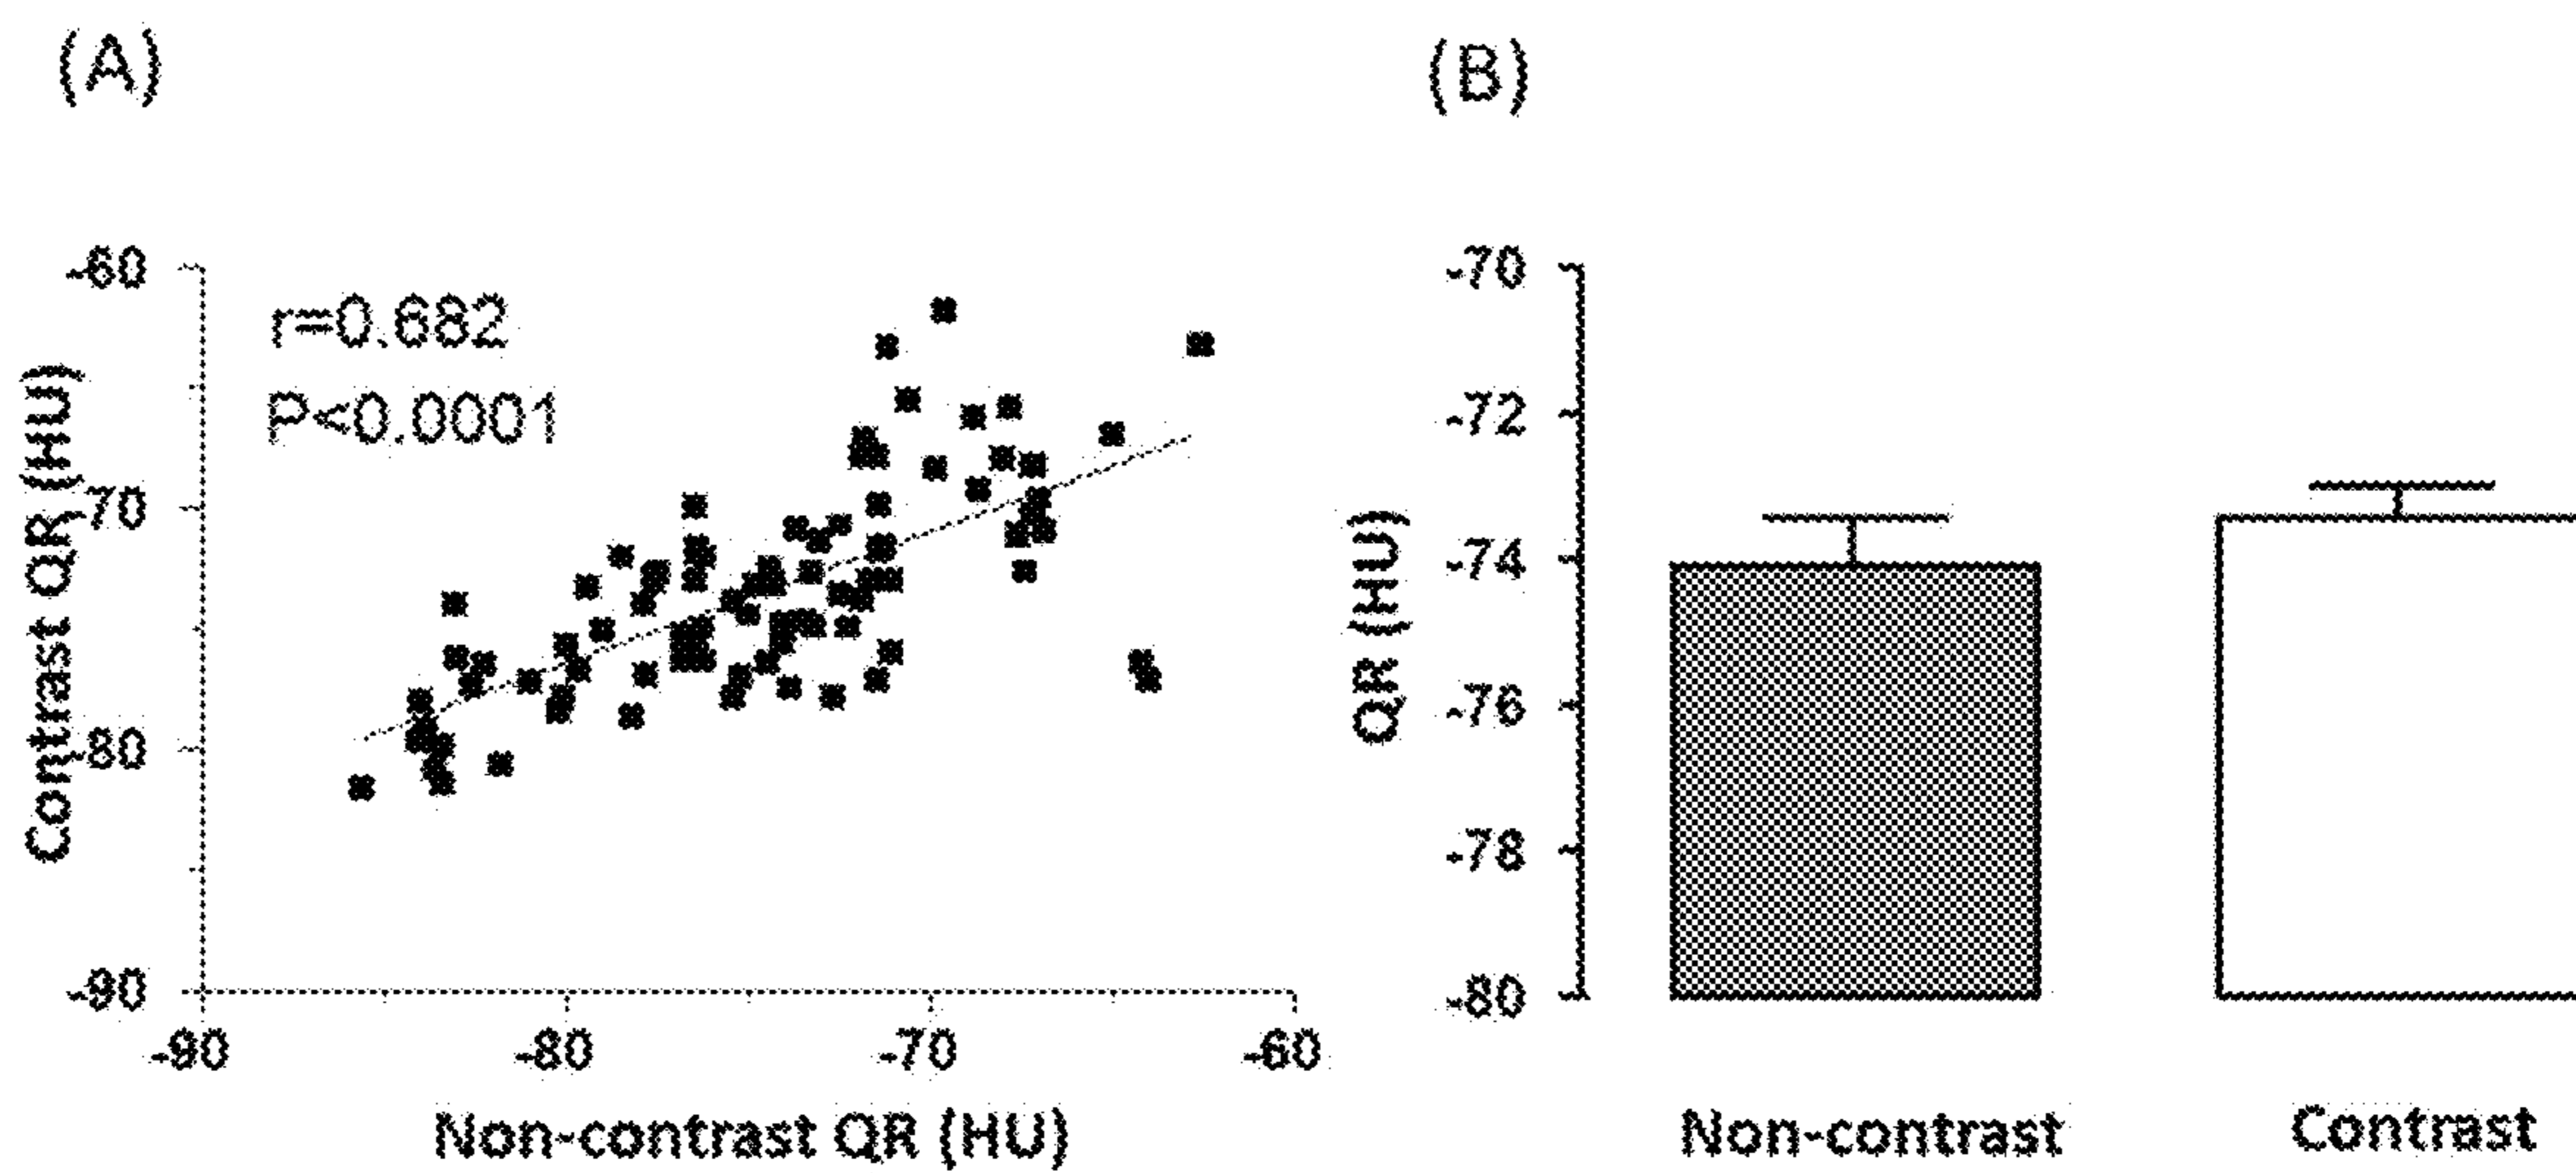 (A)
(B)
-60
r=0.682
P<0.0001
Contrast QR (HU)
-70
-80
-90
-90
-80
-70
-60
Non-contrast QR (HU)
-70
-72
-74
-76
-78
-80
QR (HU)
Non-contrast
Contrast